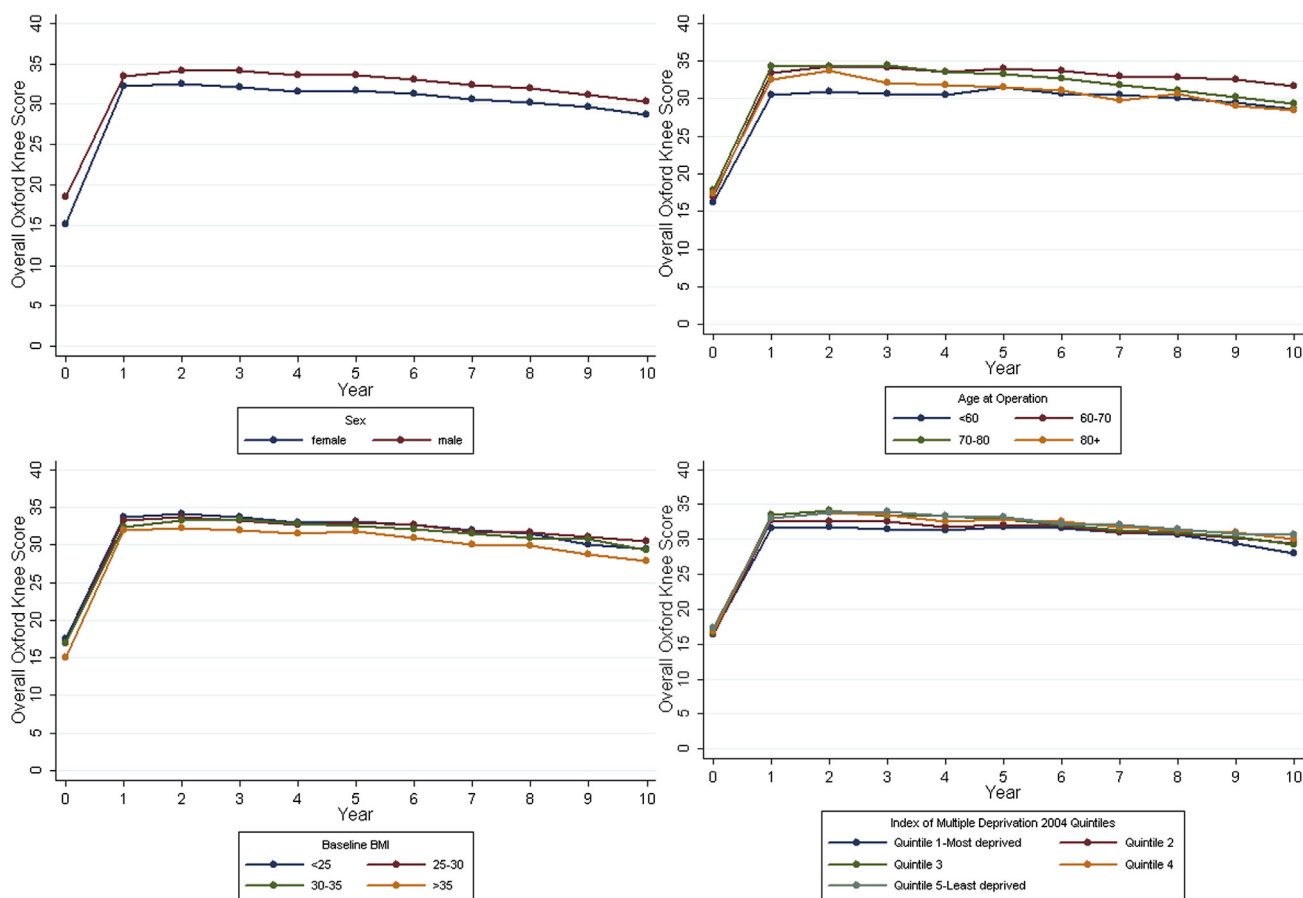 Overall Oxford Knee Score
40
35
30
25
20
15
10
5
0
0 1 2 3 4 5 6 7 8 9 10
Year
Sex
female male
Overall Oxford Knee Score
40
35
30
25
20
15
10
5
0
0 1 2 3 4 5 6 7 8 9 10
Year
Age at Operation
<60 60-70
70-80 80+
Overall Oxford Knee Score
40
35
30
25
20
15
10
5
0
0 1 2 3 4 5 6 7 8 9 10
Year
Baseline BMI
<25 25-30
30-35 >35
Overall Oxford Knee Score
40
35
30
25
20
15
10
5
0
0 1 2 3 4 5 6 7 8 9 10
Year
Index of Multiple Deprivation 2004 Quintiles
Quintile 1-Most deprived Quintile 2
Quintile 3 Quintile 4
Quintile 5-Least deprived